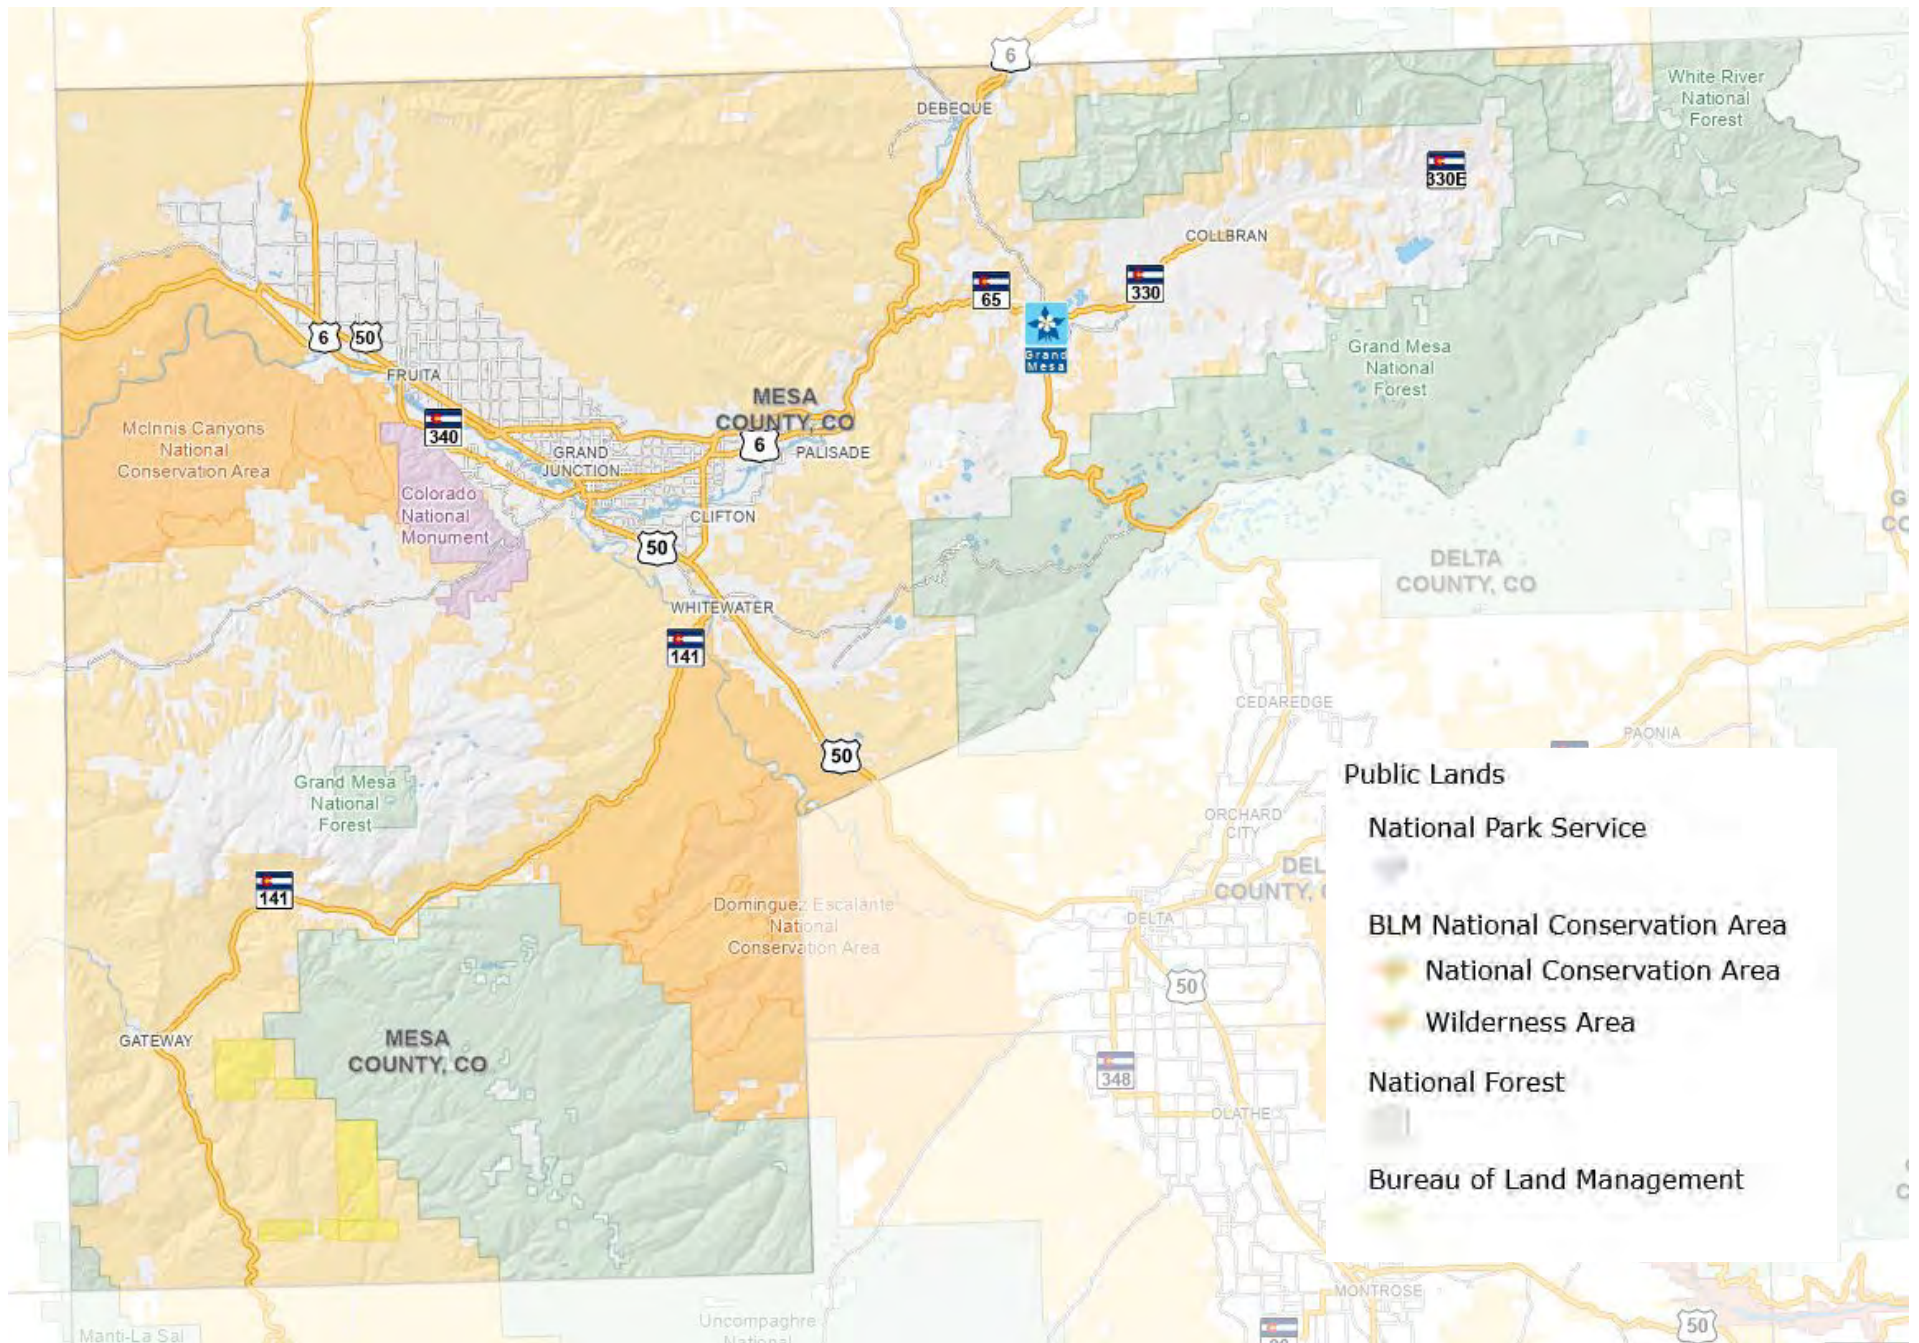 6
White River
National
Forest
DEBEQUE
330E
COLLBRAN
65
330
Grand
Mesa
6
50
FRUITA
Grand Mesa
National
Forest
MESA
COUNTY, CO
340
McInnis Canyons
National
Conservation Area
GRAND
JUNCTION
6
PALISADE
Colorado
National
Monument
CLIFTON
50
DELTA
COUNTY, CO
WHITEWATER
141
CEDAREDGE
50
PAONIA
Grand Mesa
National
Forest
ORCHARD
CITY
141
Dominguez Escalante
National
Conservation Area
DELTA
50
GATEWAY
MESA
COUNTY, CO
348
OLATHE
MONTROSE
Uncompaghre
National
Manti-La Sal
50
Public Lands
National Park Service
BLM National Conservation Area
National Conservation Area
Wilderness Area
National Forest
Bureau of Land Management